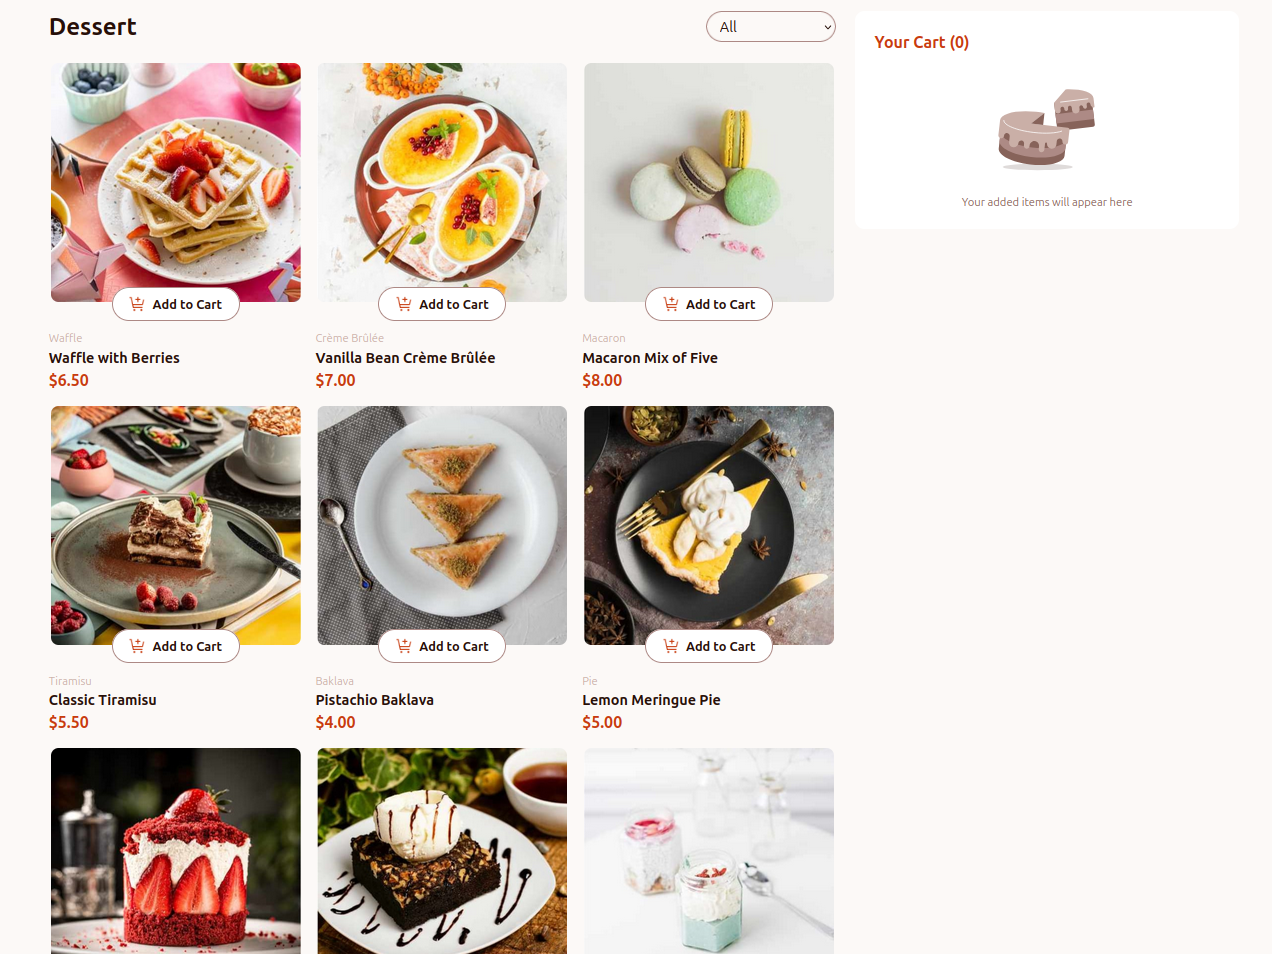 Dessert
All
Your Cart (0)
Your added items will appear here
Add to Cart
Add to Cart
Add to Cart
Waffle
Waffle with Berries
$6.50
Crème Brûlée
Vanilla Bean Crème Brûlée
$7.00
Macaron
Macaron Mix of Five
$8.00
Add to Cart
Add to Cart
Add to Cart
Tiramisu
Classic Tiramisu
$5.50
Baklava
Pistachio Baklava
$4.00
Pie
Lemon Meringue Pie
$5.00